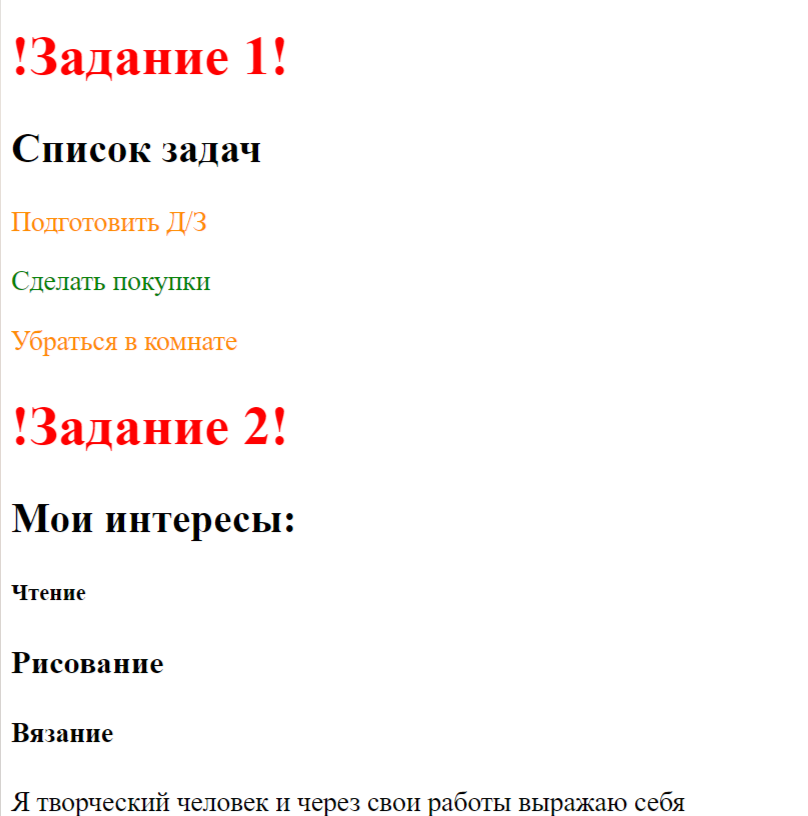 !Задание 1!
Список задач
Подготовить Д/З
Сделать покупки
Убраться в комнате
!Задание 2!
Мои интересы:
Чтение
Рисование
Вязание
Я творческий человек и через свои работы выражаю себя